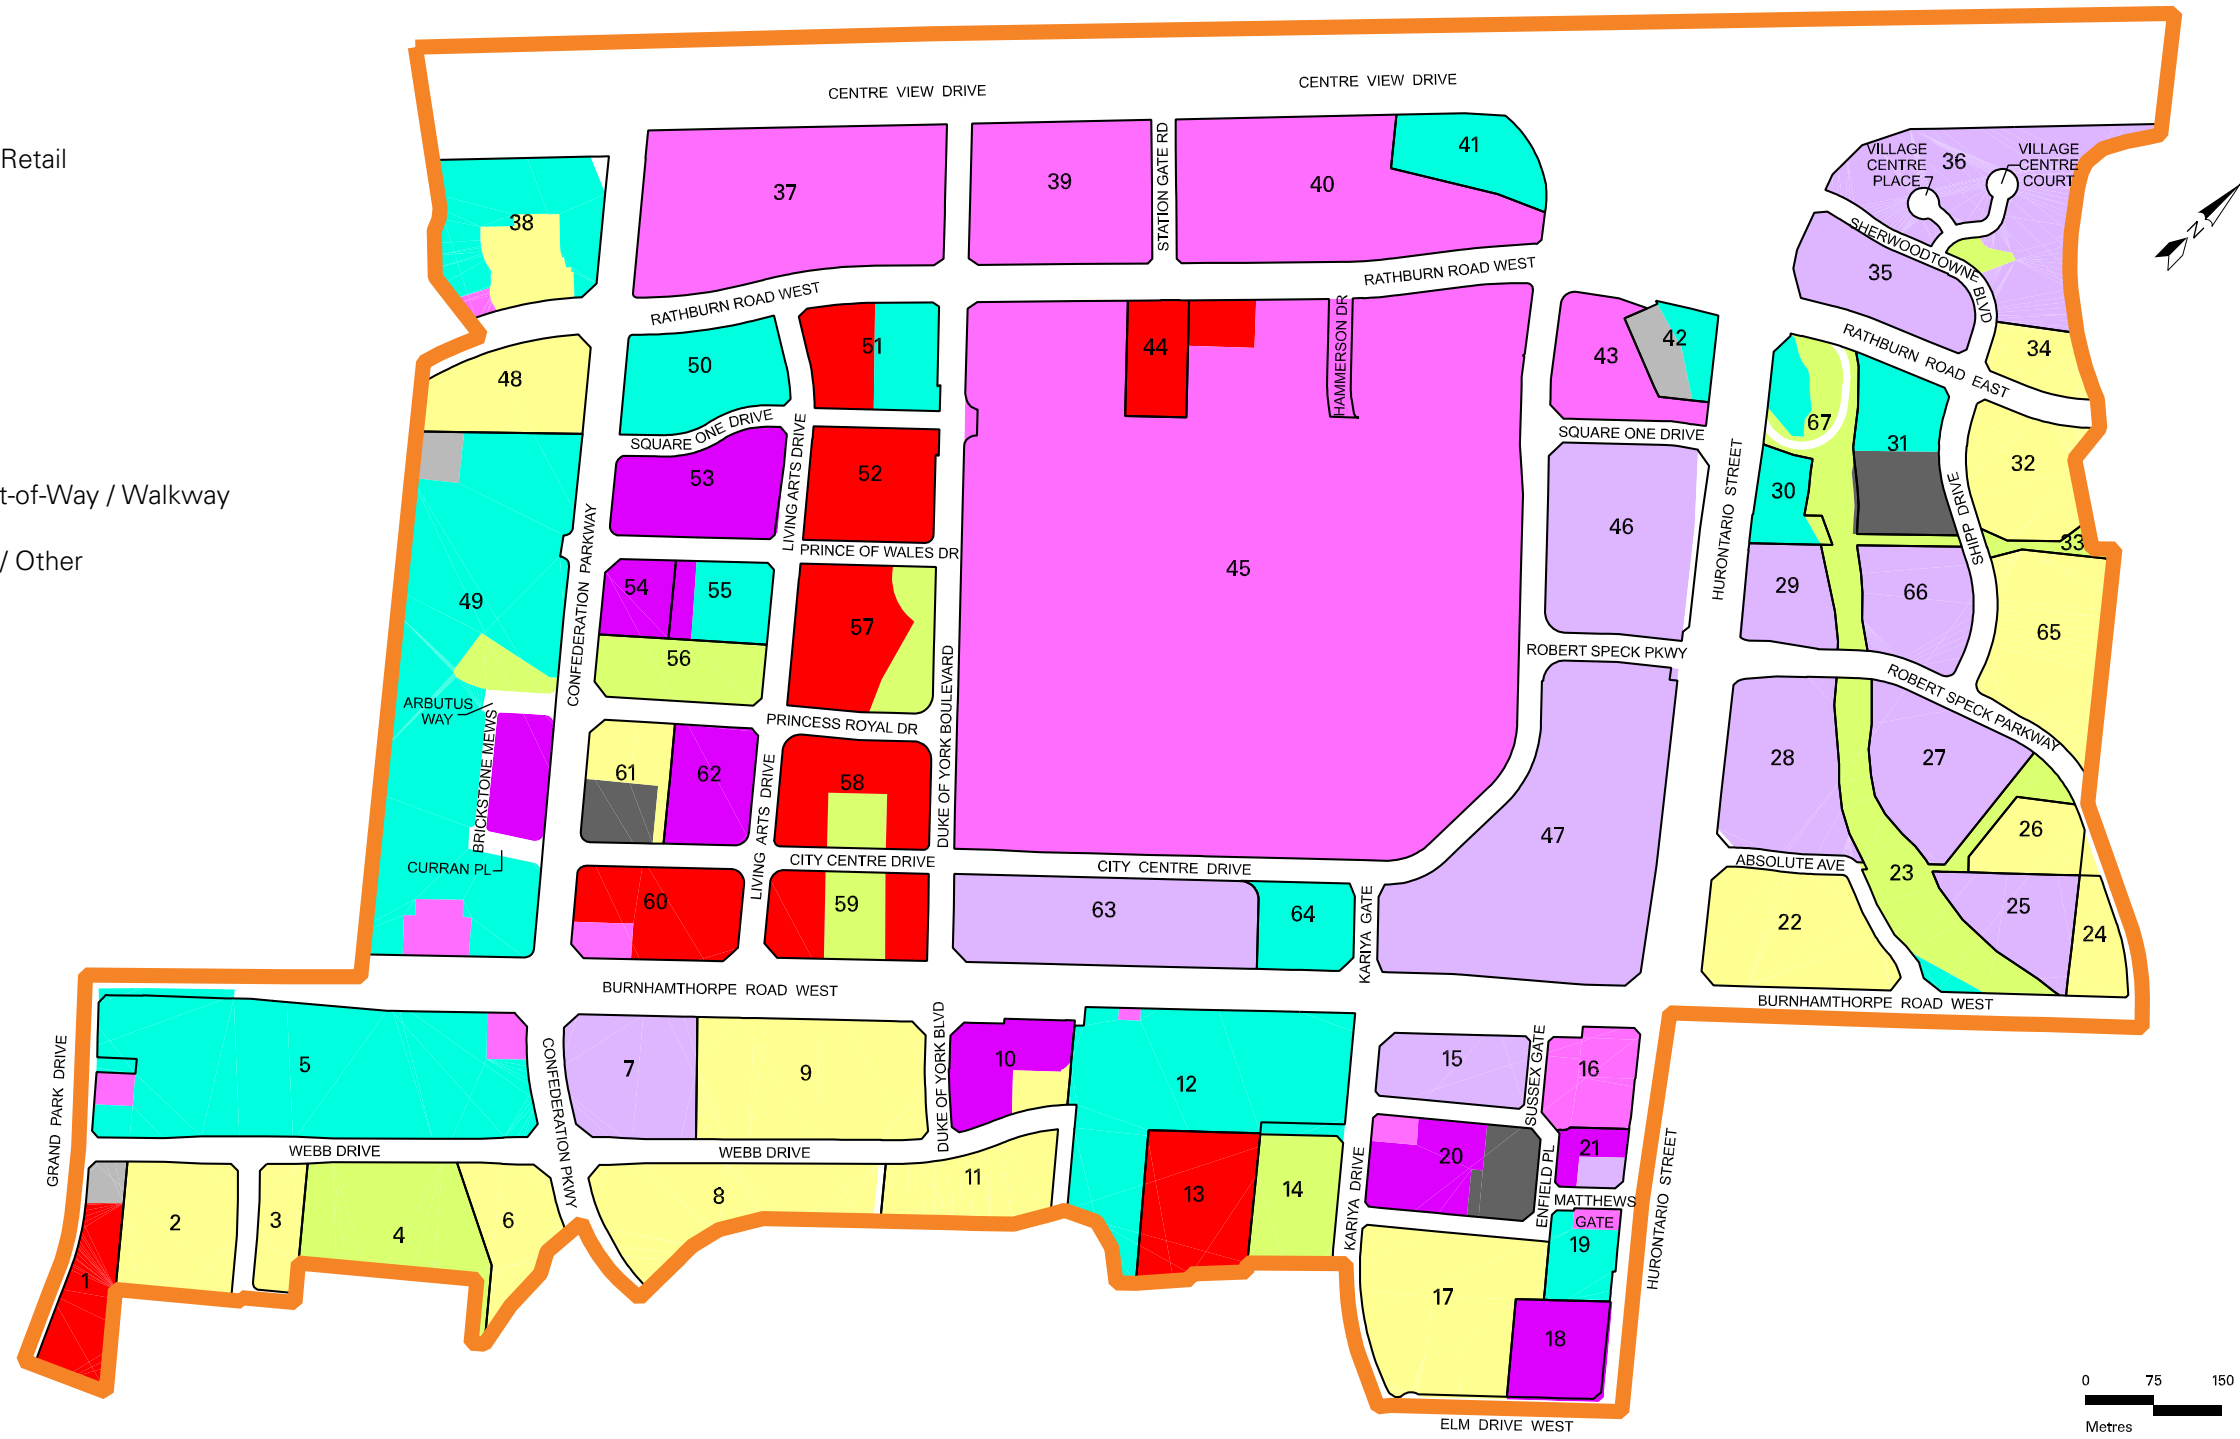 Retail
t-of-Way / Walkway
/ Other
CENTRE VIEW DRIVE
CENTRE VIEW DRIVE
STATION GATE RD
41
37
39
40
38
VILLAGE
CENTRE
PLACE
36
VILLAGE
CENTRE
COURT
SHERWOODTOWNE BLVD
35
N
RATHBURN ROAD WEST
RATHBURN ROAD WEST
HAMMERSON DR
RATHBURN ROAD EAST
34
51
44
43
42
50
48
67
31
32
SQUARE ONE DRIVE
SQUARE ONE DRIVE
LIVING ARTS DRIVE
HURONTARIO STREET
53
52
30
SHIPP DRIVE
33
46
CONFEDERATION PARKWAY
PRINCE OF WALES DR
45
54
55
49
29
66
57
56
65
ROBERT SPECK PKWY
ROBERT SPECK PARKWAY
DUKE OF YORK BOULEVARD
ARBUTUS
WAY
PRINCESS ROYAL DR
BRICKSTONE MEWS
61
62
58
28
27
LIVING ARTS DRIVE
47
26
CURRAN PL
CITY CENTRE DRIVE
CITY CENTRE DRIVE
ABSOLUTE AVE
23
60
59
63
64
KARIYA GATE
22
25
24
BURNHAMTHORPE ROAD WEST
BURNHAMTHORPE ROAD WEST
GRAND PARK DRIVE
5
CONFEDERATION PKWY
7
9
DUKE OF YORK BLVD
10
12
15
SUSSEX GATE
16
WEBB DRIVE
WEBB DRIVE
20
21
ENFIELD PL
MATTHEWS
GATE
KARIYA DRIVE
HURONTARIO STREET
1
2
3
4
6
8
11
13
14
19
17
18
ELM DRIVE WEST
0 75 150
Metres